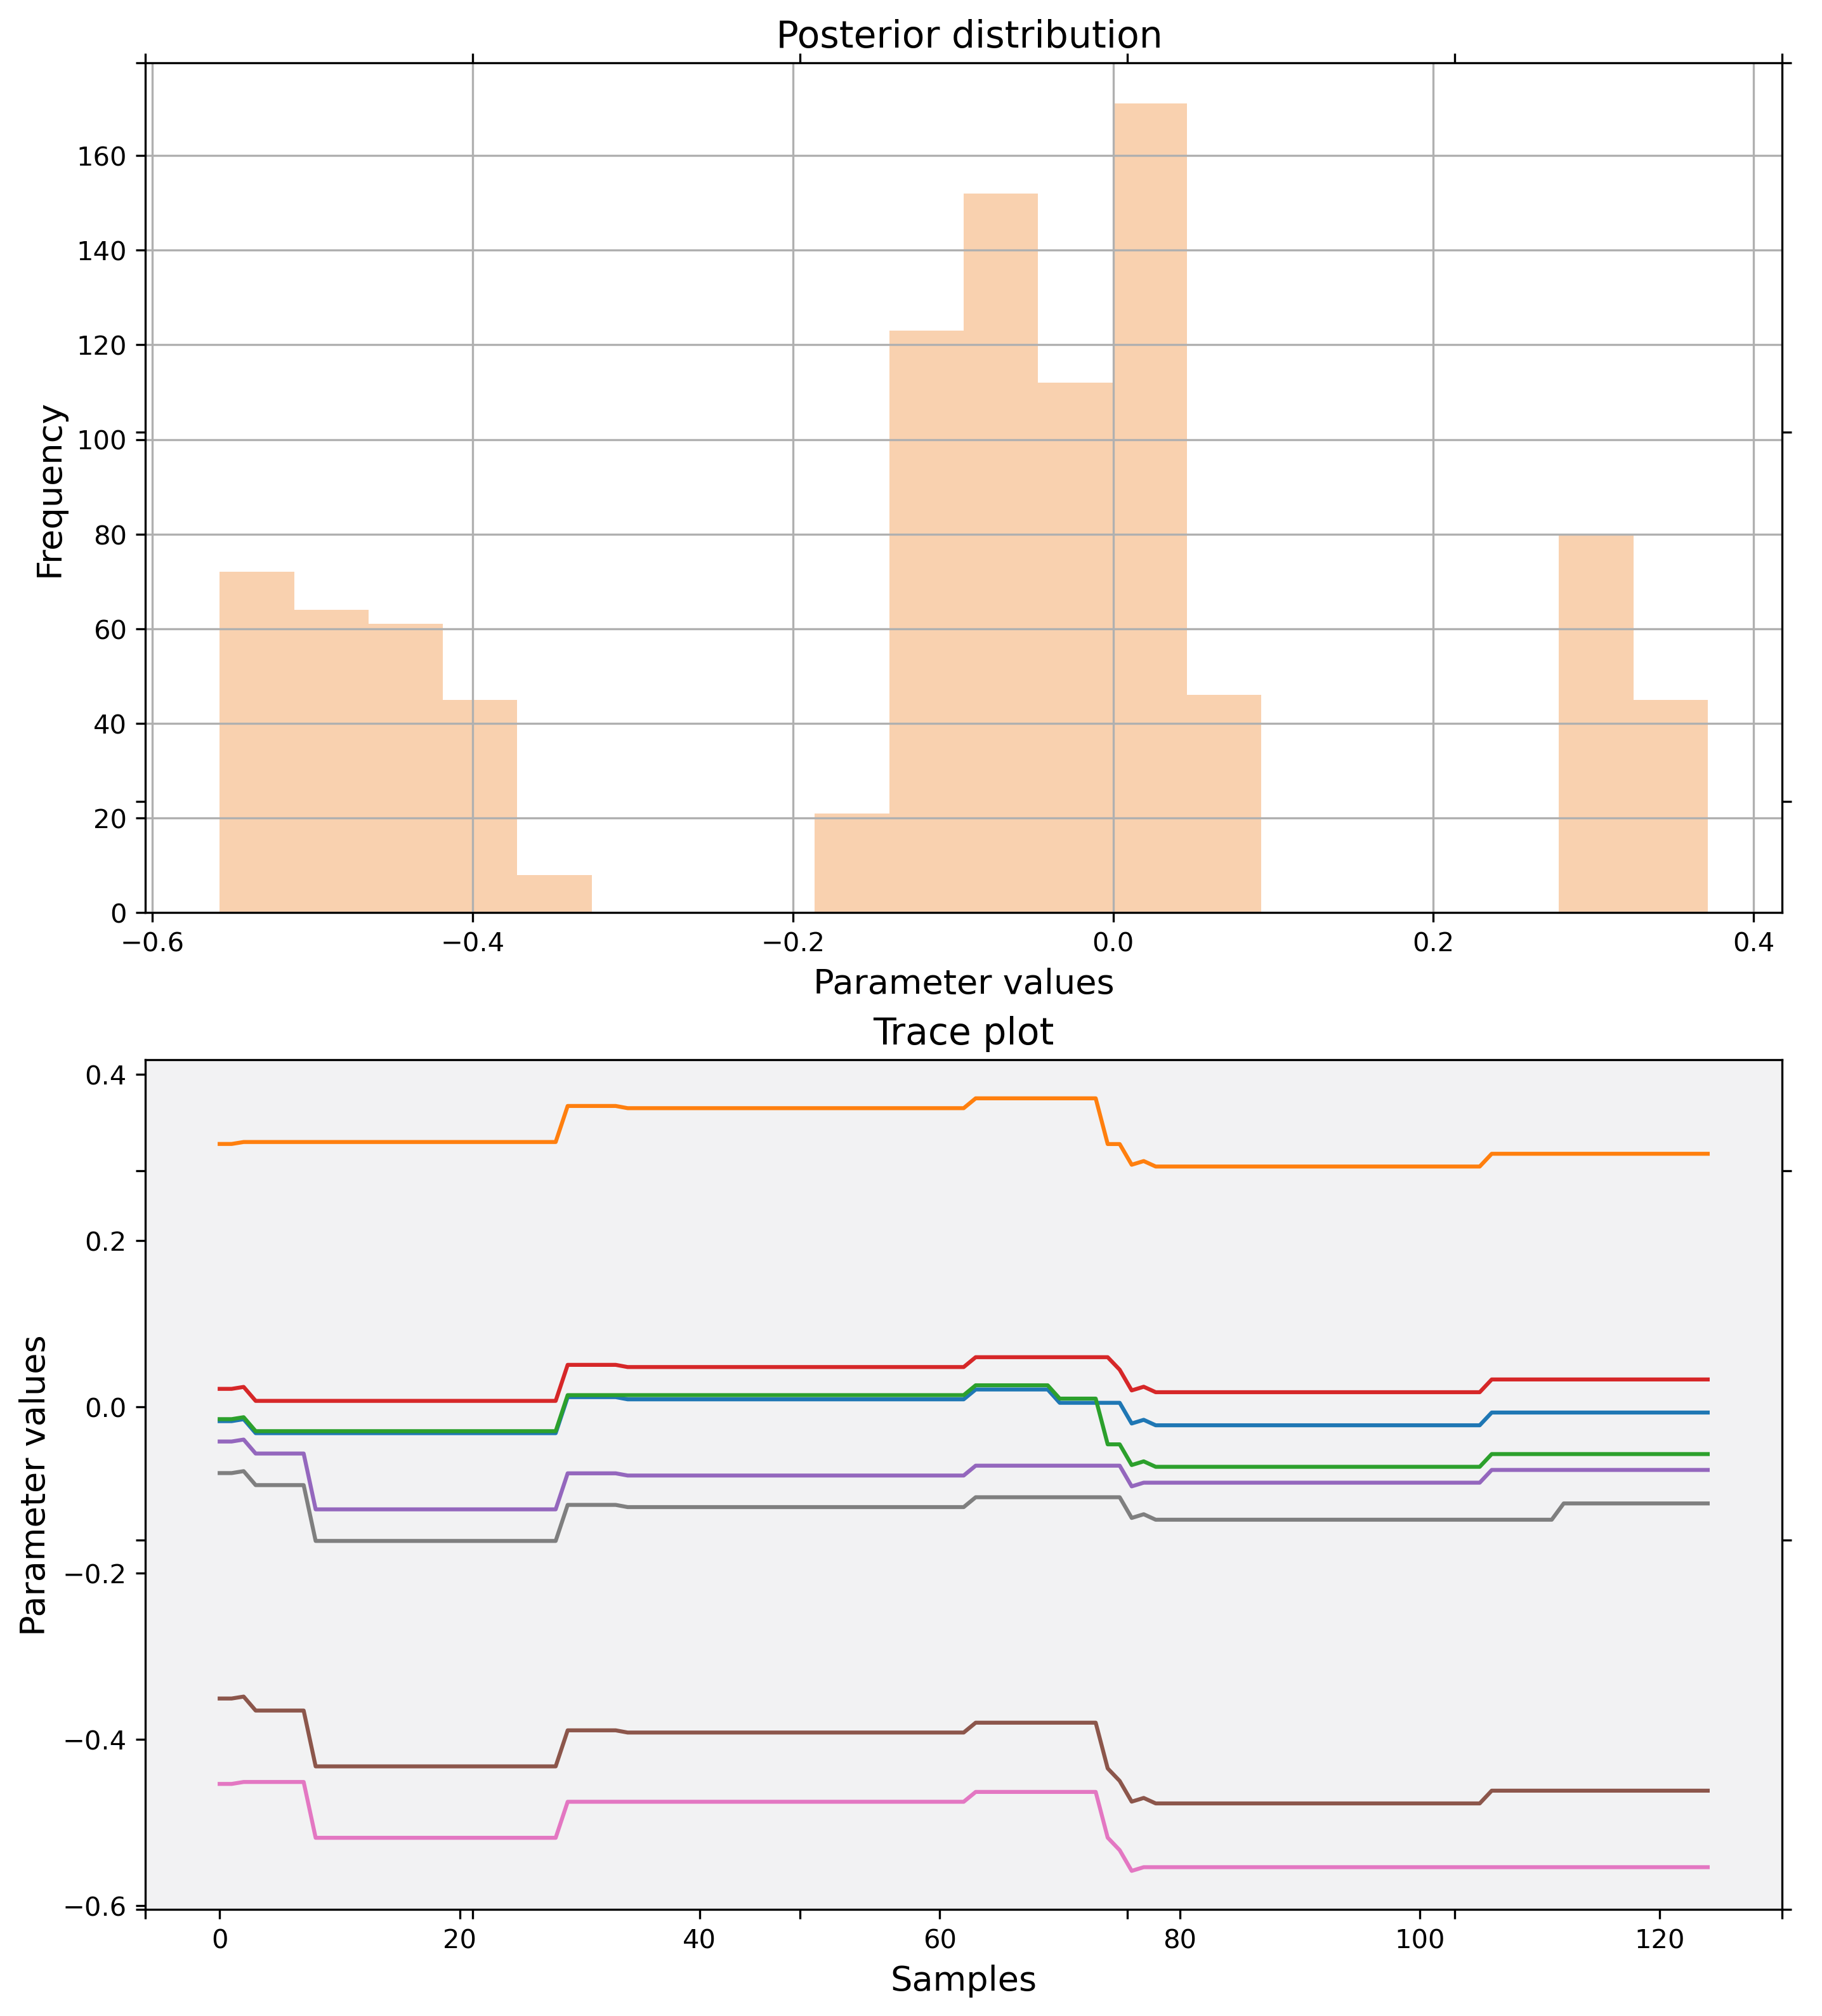 Posterior distribution
160
140
120
100
80
60
40
20
0
Frequency
−0.6 −0.4 −0.2 0.0 0.2 0.4
Parameter values
Trace plot
0.4
0.2
0.0
−0.2
−0.4
−0.6
Parameter values
0 20 40 60 80 100 120
Samples